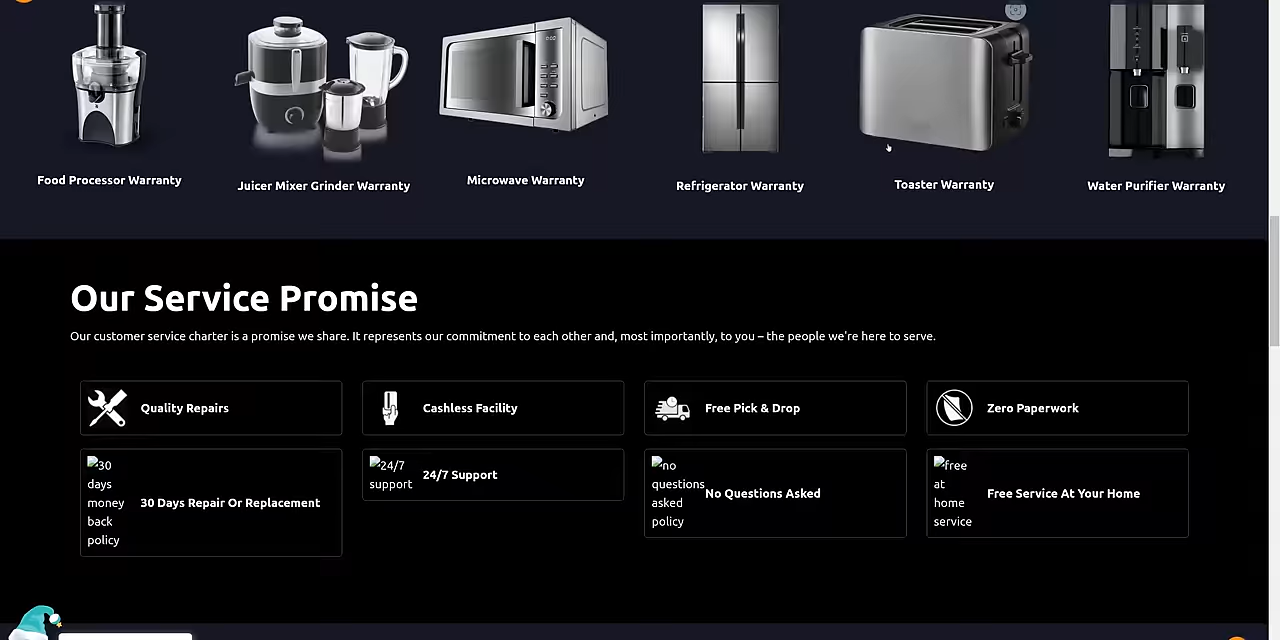 Food Processor Warranty
Juicer Mixer Grinder Warranty
Microwave Warranty
Refrigerator Warranty
Toaster Warranty
Water Purifier Warranty
Our Service Promise
Our customer service charter is a promise we share. It represents our commitment to each other and, most importantly, to you – the people we're here to serve.
Quality Repairs
Cashless Facility
Free Pick & Drop
Zero Paperwork
30
days
money
back
policy
30 Days Repair Or Replacement
24/7
support
24/7 Support
no
questions
asked
policy
No Questions Asked
free
at
home
service
Free Service At Your Home